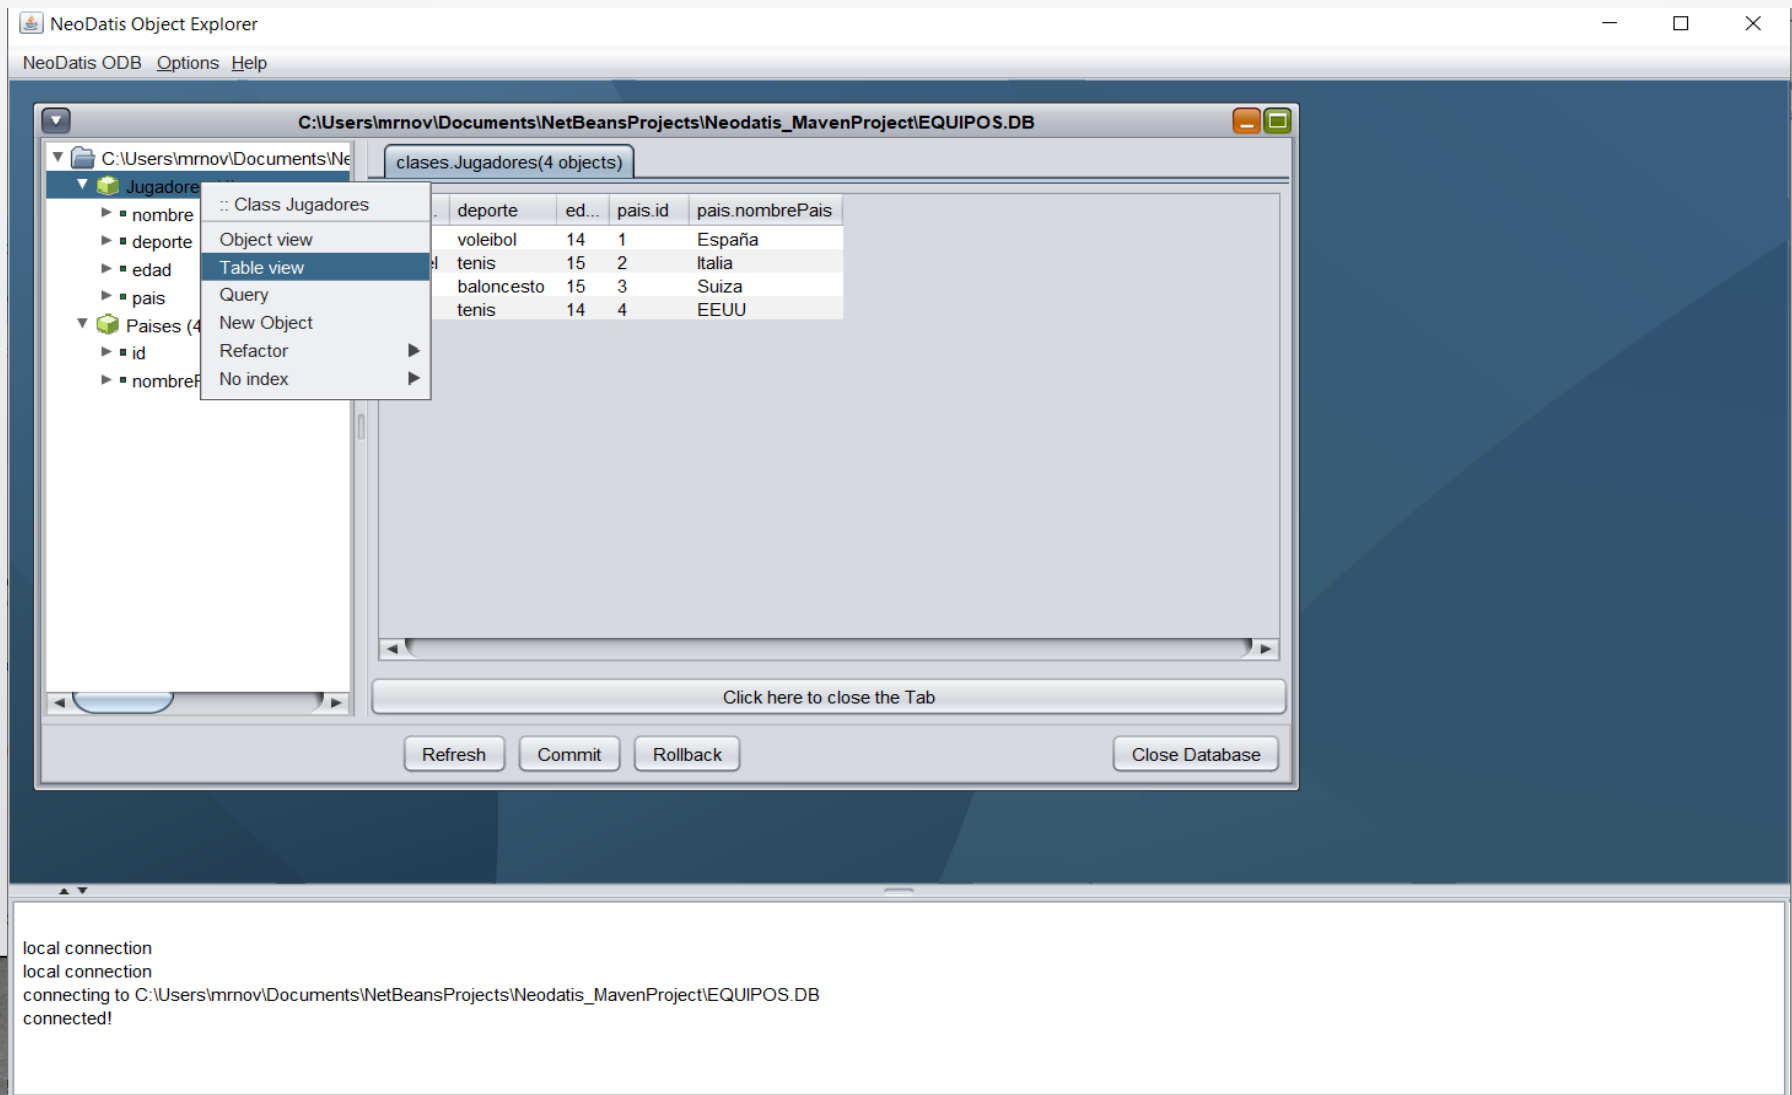 NeoDatis Object Explorer
NeoDatis ODB Options Help
C:\Users\mrnov\Documents\NetBeansProjects\Neodatis_MavenProject\EQUIPOS.DB
C:\Users\mrnov\Documents\Ne
Jugadore
nombre
deporte
edad
pais
Paises (4
id
nombreP
:: Class Jugadores
Object view
Table view
Query
New Object
Refactor
No index
clases.Jugadores(4 objects)
. deporte ed... pais.id pais.nombrePais
voleibol 14 1 España
el tenis 15 2 Italia
baloncesto 15 3 Suiza
tenis 14 4 EEUU
Click here to close the Tab
Refresh Commit Rollback Close Database
local connection
local connection
connecting to C:\Users\mrnov\Documents\NetBeansProjects\Neodatis_MavenProject\EQUIPOS.DB
connected!